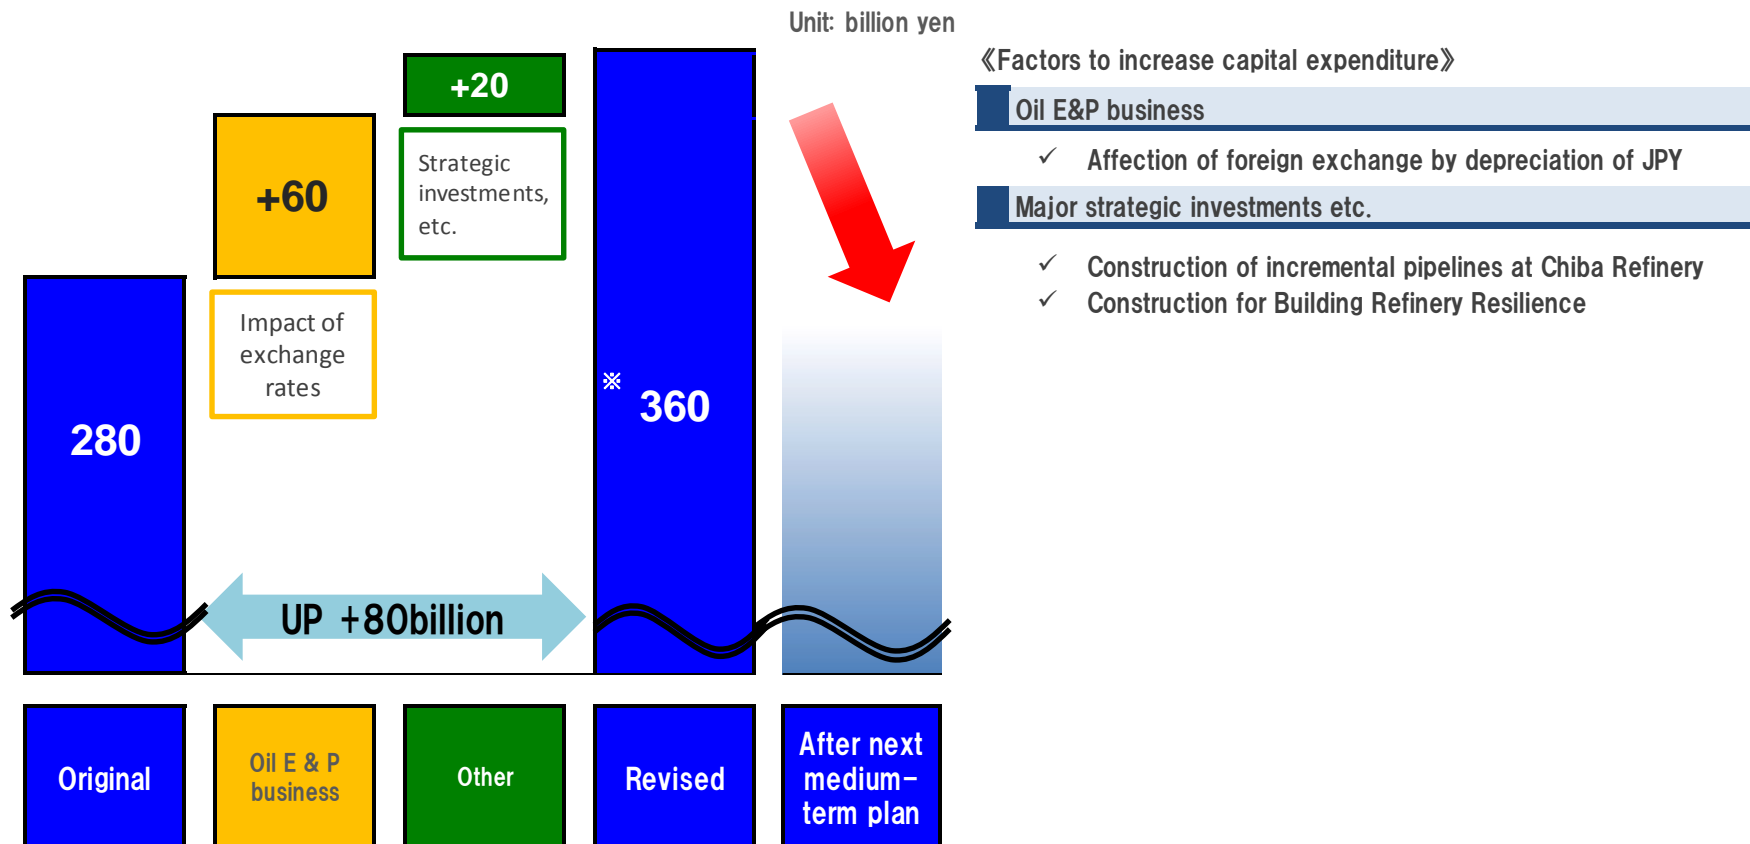 Unit: billion yen
+20
Strategic
investments,
etc.
+60
Impact of
exchange
rates
280
※
360
UP +80billion
Original
Oil E & P
business
Other
Revised
After next
medium-
term plan
《Factors to increase capital expenditure》
Oil E&P business
✓ Affection of foreign exchange by depreciation of JPY
Major strategic investments etc.
✓ Construction of incremental pipelines at Chiba Refinery
✓ Construction for Building Refinery Resilience